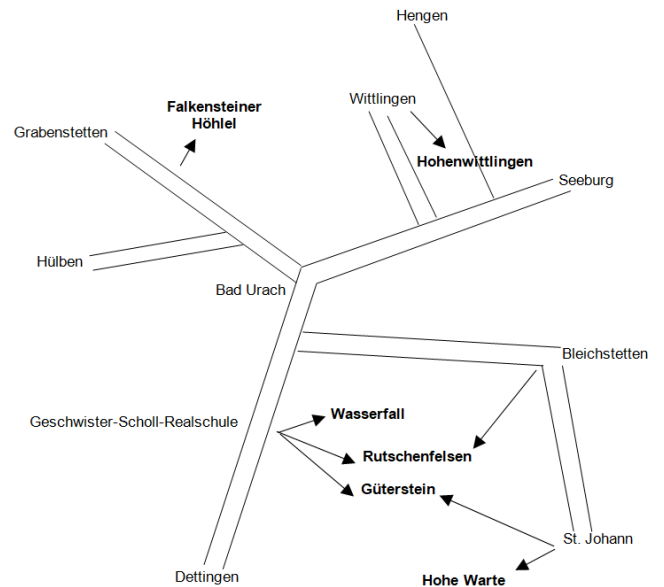 Hengen
Wittlingen
Falkensteiner
Höhlel
Grabenstetten
Hohenwittlingen
Seeburg
Hülben
Bad Urach
Bleichstetten
Wasserfall
Geschwister-Scholl-Realschule
Rutschenfelsen
Güterstein
St. Johann
Dettingen
Hohe Warte